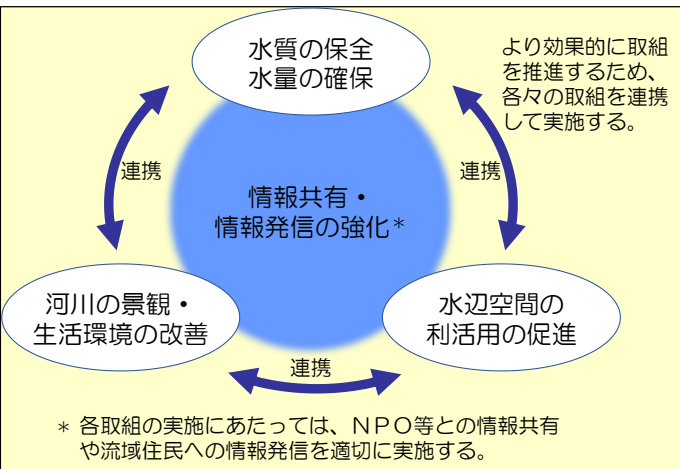 水質の保全
水量の確保
より効果的に取組
を推進するため、
各々の取組を連携
して実施する。
連携
連携
情報共有・
情報発信の強化*
河川の景観・
生活環境の改善
水辺空間の
利活用の促進
連携
* 各取組の実施にあたっては、ＮＰＯ等との情報共有
や流域住民への情報発信を適切に実施する。